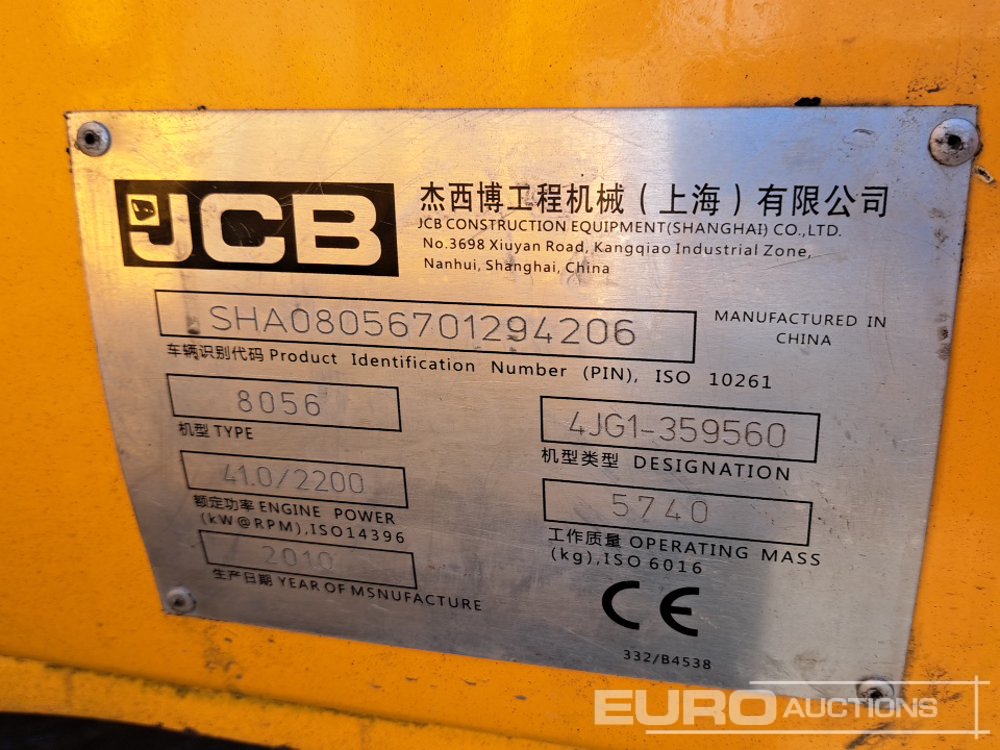 JCB
杰西博工程机械（上海）有限公司
JCB CONSTRUCTION EQUIPMENT(SHANGHAI) CO.,LTD.
No.3698 Xiuyan Road, Kangqiao Industrial Zone,
Nanhui, Shanghai, China
SHA08056701294206
MANUFACTURED IN
CHINA
车辆识别代码 Product Identification Number (PIN), ISO 10261
8056
机型 TYPE
4JG1-359560
机型类型 DESIGNATION
41.0/2200
额定功率 ENGINE POWER
(kW@RPM),ISO14396
5740
工作质量 OPERATING MASS
(kg),ISO 6016
2010
生产日期 YEAR OF MSNUFACTURE
CE
332/B4538
EURO AUCTIONS